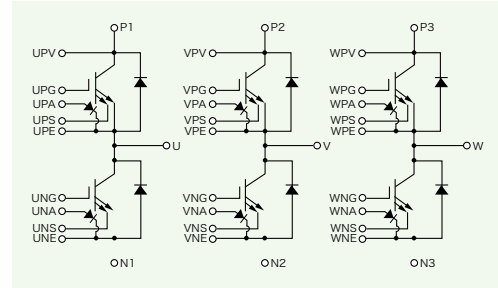 P1 P2 P3
UPV VPV WPV
UPG VPG WPG
UPA VPA WPA
UPS VPS WPS
UPE VPE WPE
U V W
UNG VNG WNG
UNA VNA WNA
UNS VNS WNS
UNE VNE WNE
N1 N2 N3